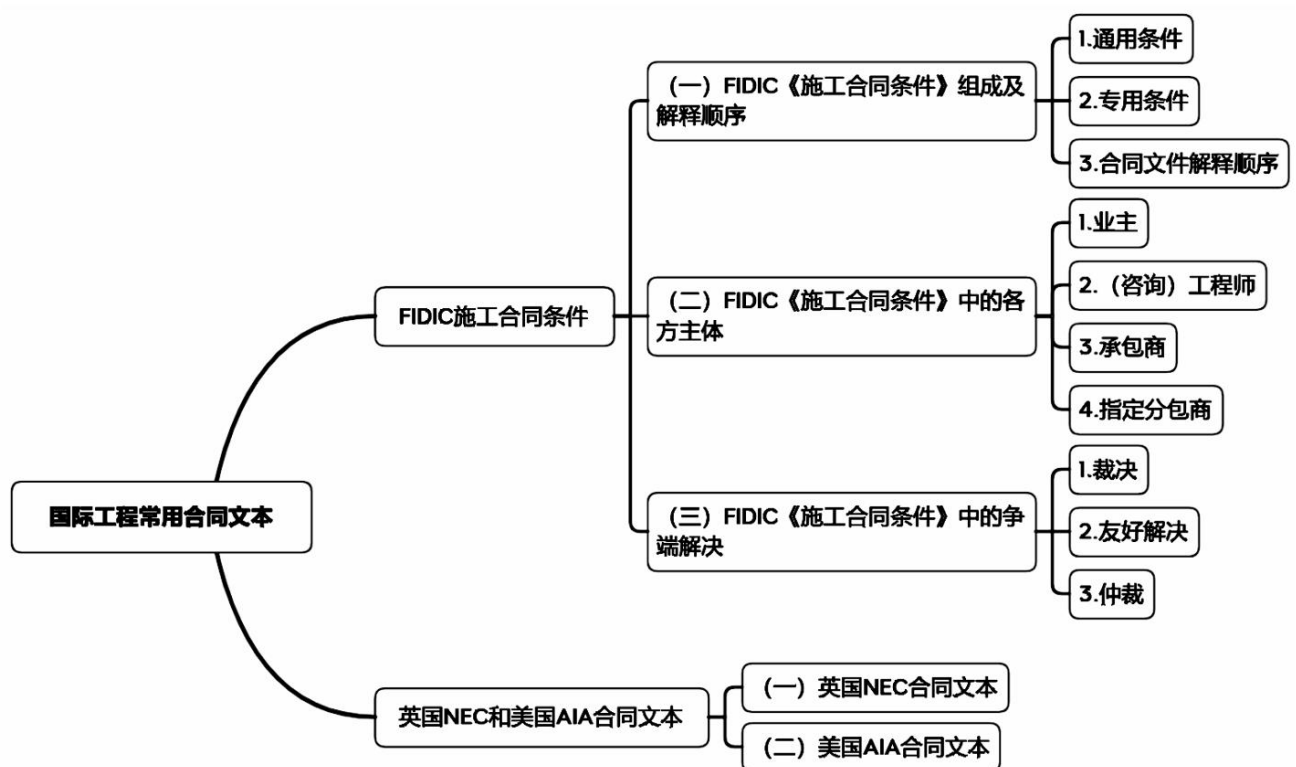 国际工程常用合同文本
FIDIC施工合同条件
（一）FIDIC《施工合同条件》组成及
解释顺序
1.通用条件
2.专用条件
3.合同文件解释顺序
（二）FIDIC《施工合同条件》中的各
方主体
1.业主
2.（咨询）工程师
3.承包商
4.指定分包商
（三）FIDIC《施工合同条件》中的争
端解决
1.裁决
2.友好解决
3.仲裁
英国NEC和美国AIA合同文本
（一）英国NEC合同文本
（二）美国AIA合同文本